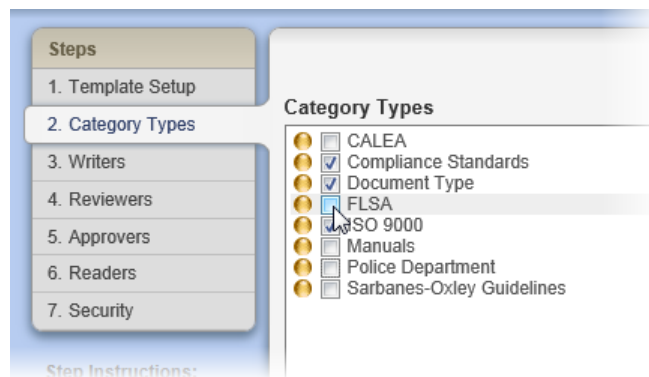 Steps
1. Template Setup
2. Category Types
3. Writers
4. Reviewers
5. Approvers
6. Readers
7. Security
Step Instructions:
Category Types
CALEA
Compliance Standards
Document Type
FLSA
ISO 9000
Manuals
Police Department
Sarbanes-Oxley Guidelines